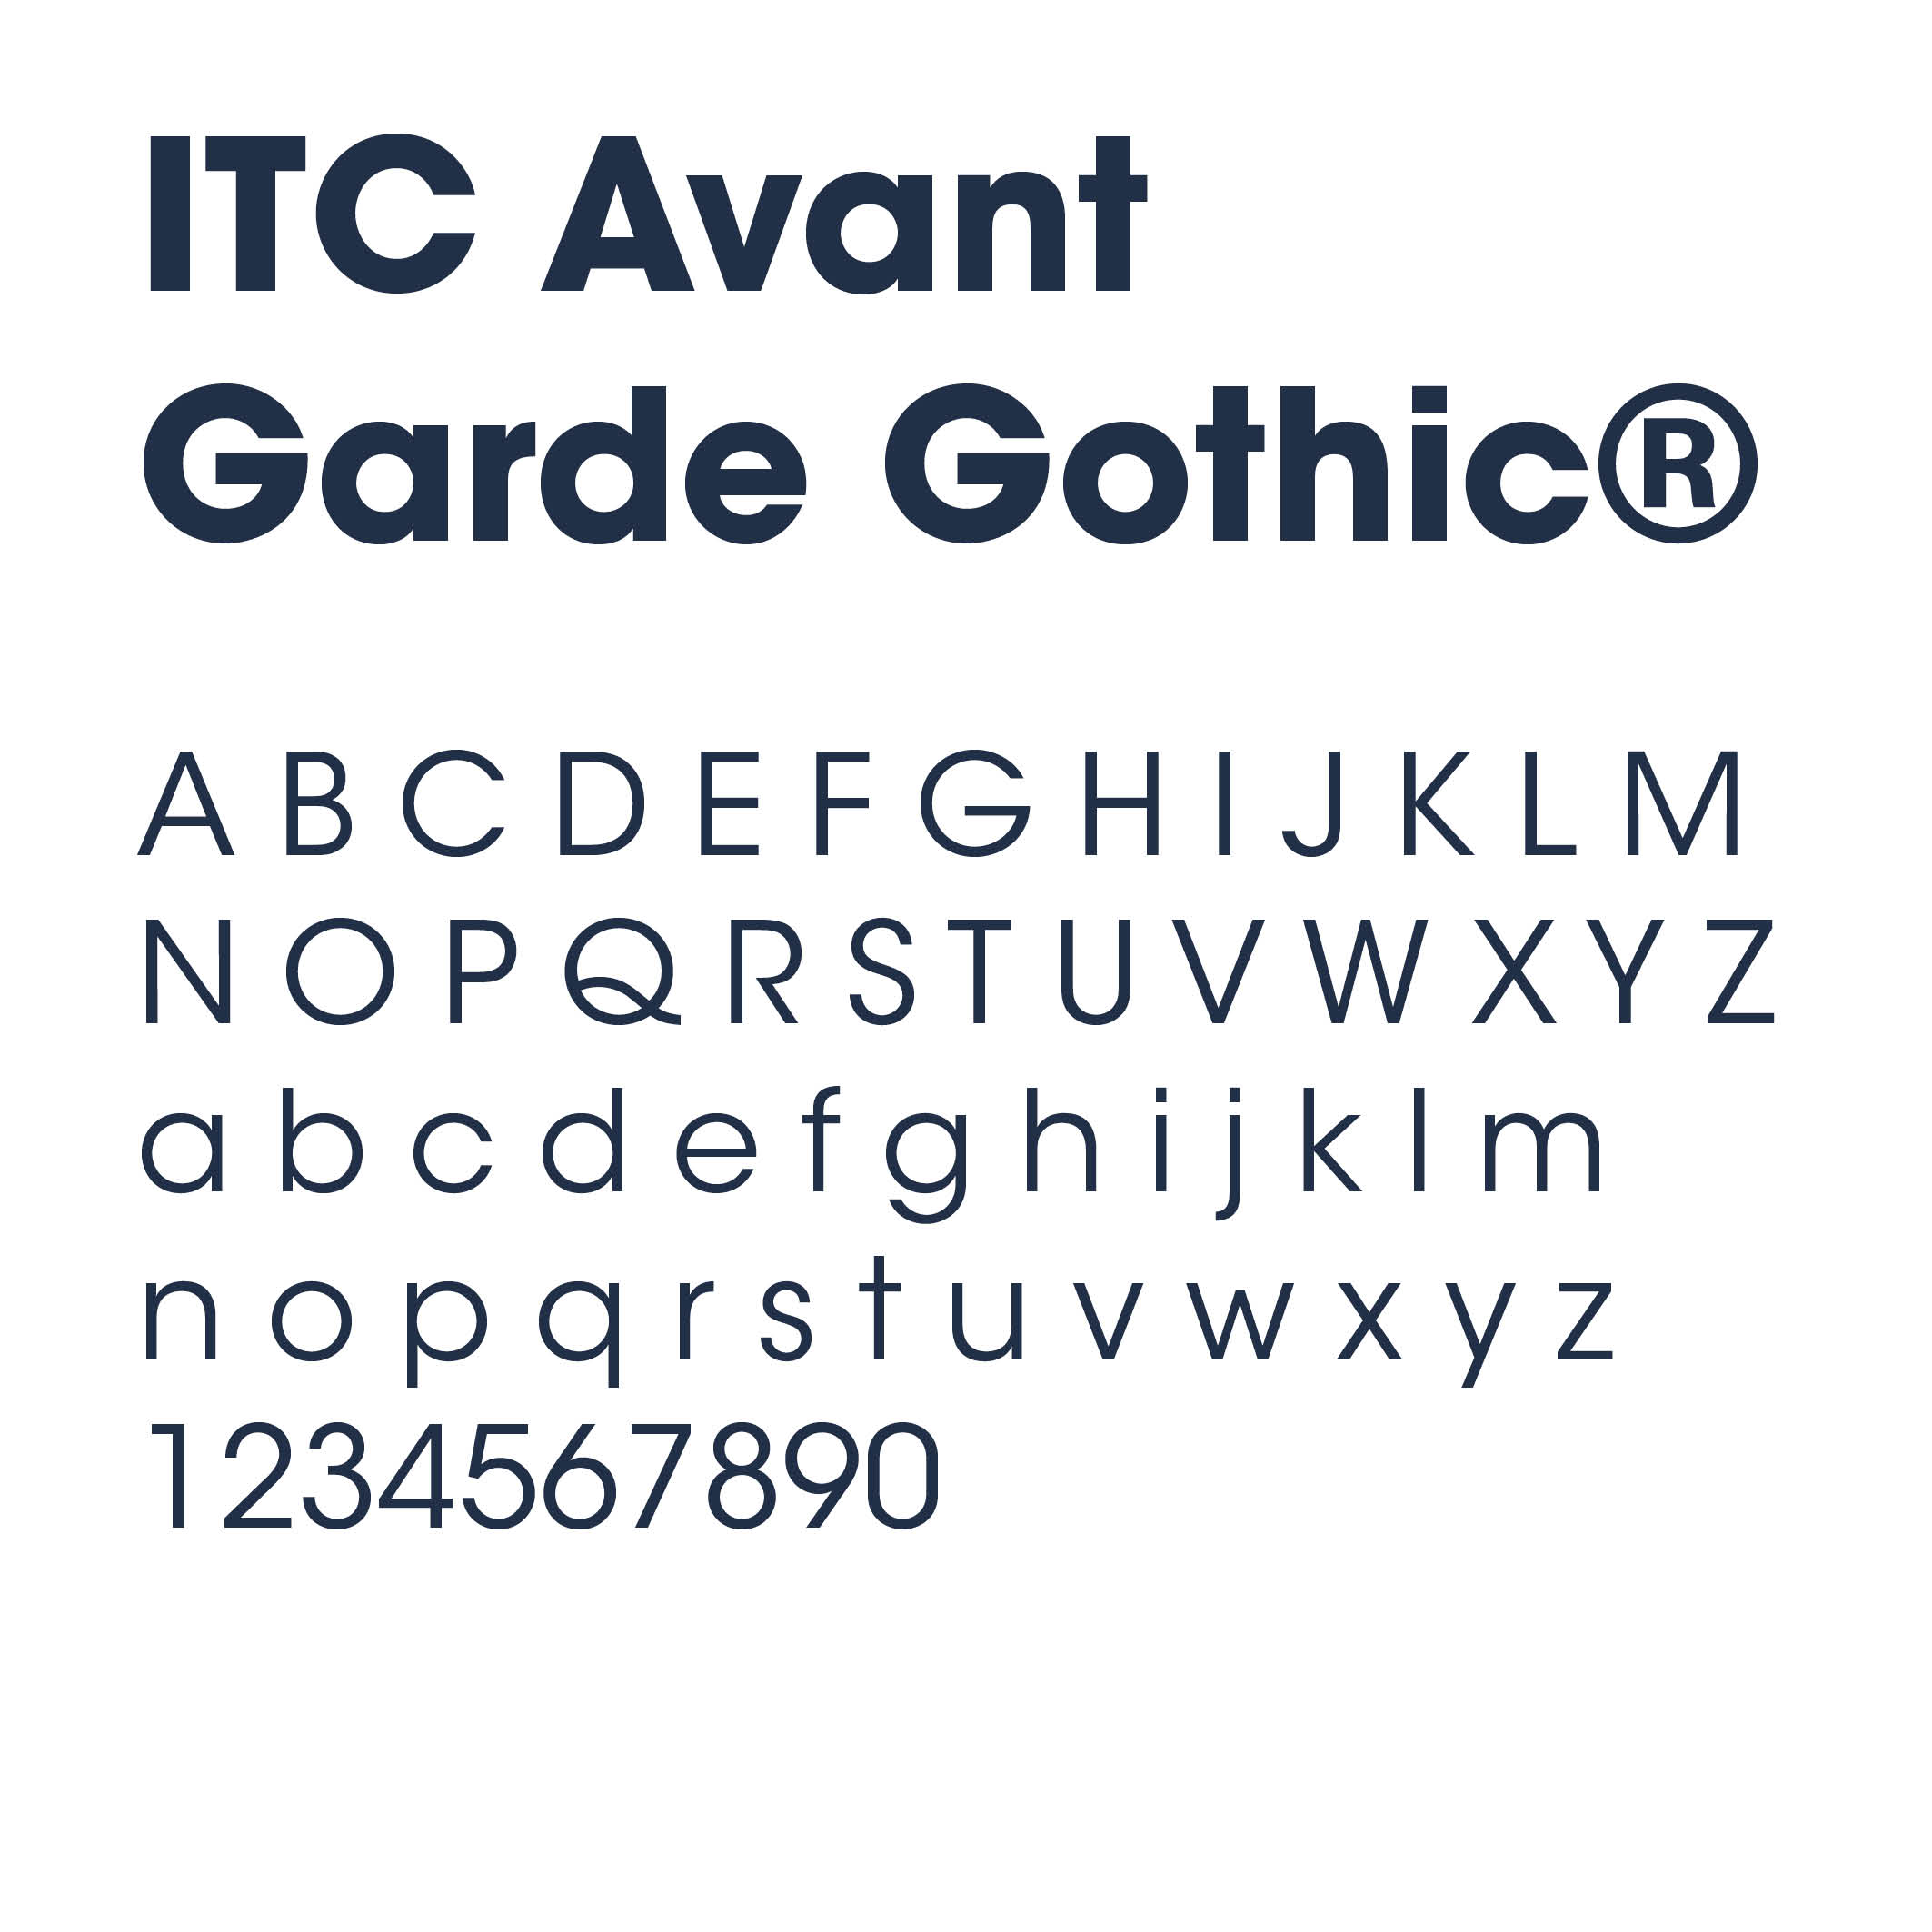 ITC Avant
Garde Gothic®
A B C D E F G H I J K L M
N O P Q R S T U V W X Y Z
a b c d e f g h i j k l m
n o p q r s t u v w x y z
1234567890